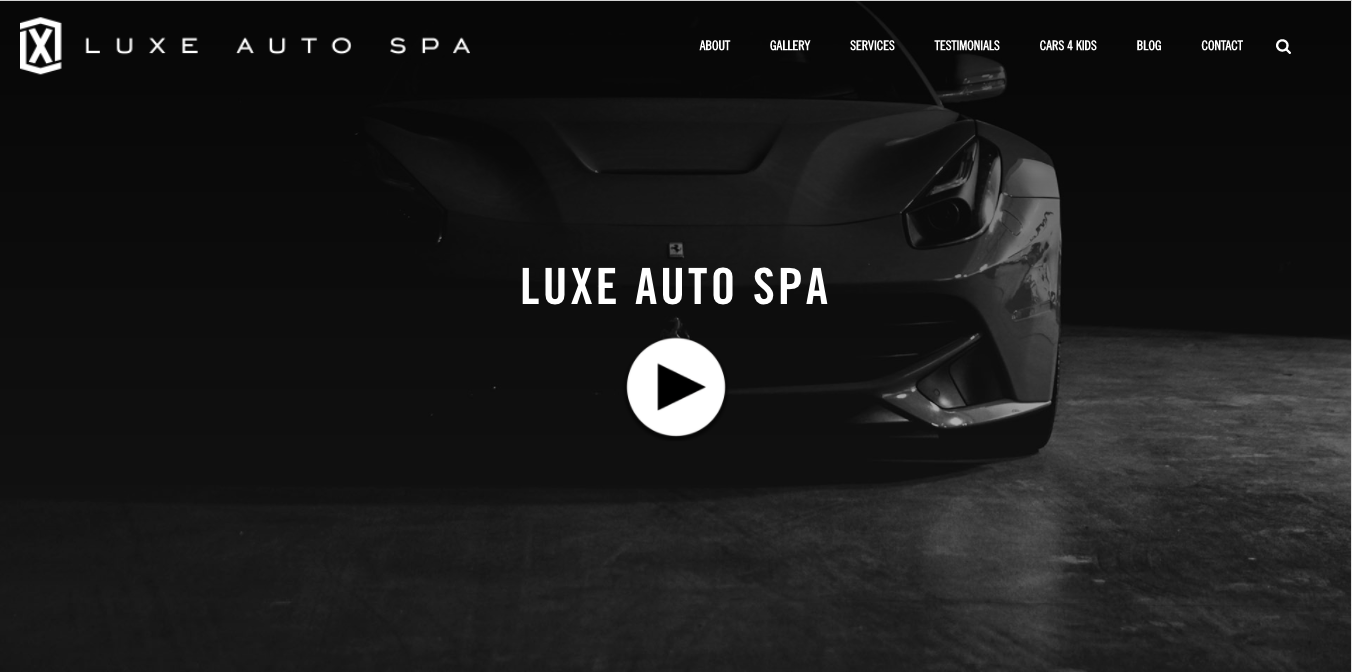 LUXE AUTO SPA
ABOUT GALLERY SERVICES TESTIMONIALS CARS 4 KIDS BLOG CONTACT
LUXE AUTO SPA